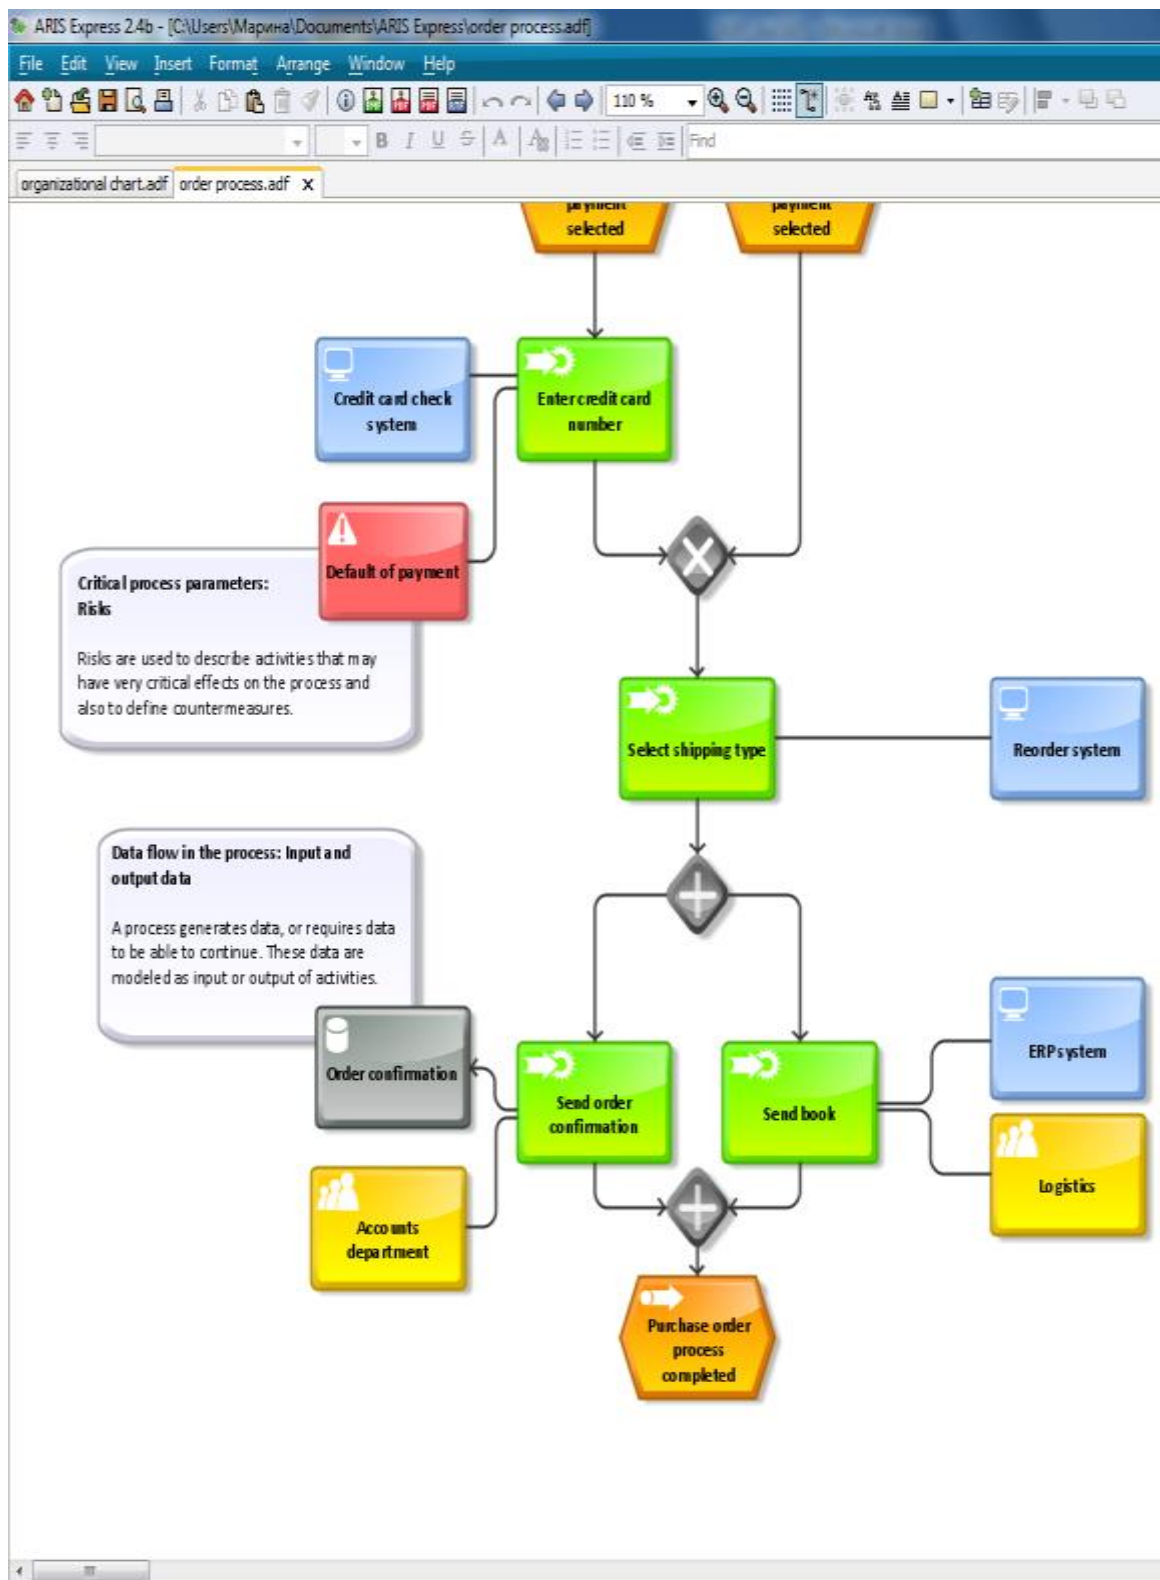 ARIS Express 2.4b - [C:\Users\Марина\Documents\ARIS Express\order process.adf]
File Edit View Insert Format Arrange Window Help
110 %
B I U S A
Find
organizational chart.adf order process.adf X
payment
selected
payment
selected
Credit card check
system
Enter credit card
number
Default of payment
Critical process parameters:
Risks
Risks are used to describe activities that may
have very critical effects on the process and
also to define countermeasures.
Select shipping type
Reorder system
Data flow in the process: Input and
output data
A process generates data, or requires data
to be able to continue. These data are
modeled as input or output of activities.
Order confirmation
Send order
confirmation
Send book
ERP system
Logistics
Accounts
department
Purchase order
process
completed